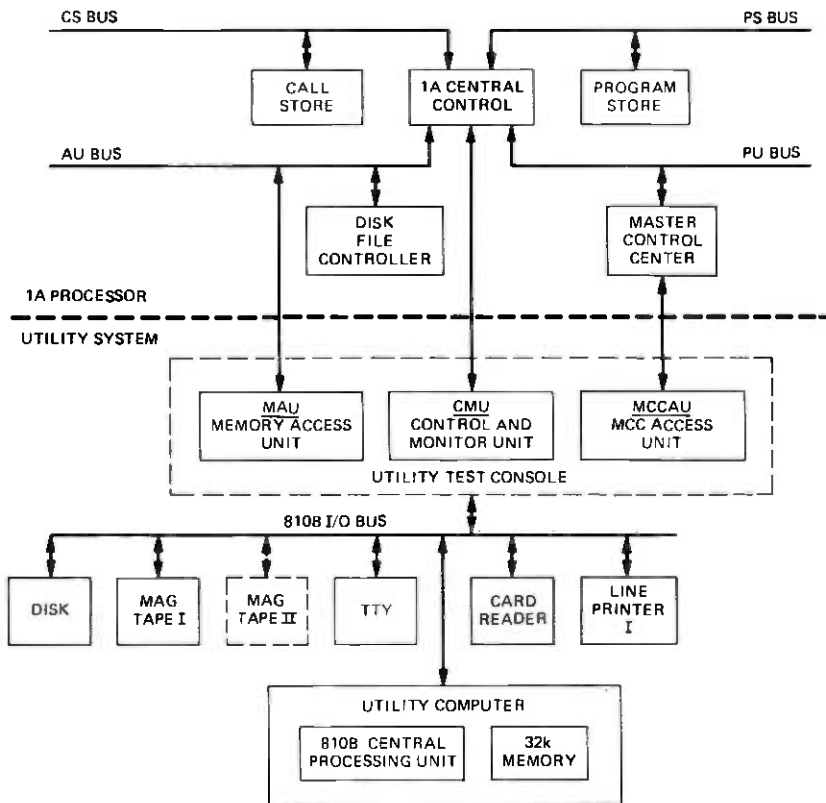 CS BUS
PS BUS
CALL
STORE
1A CENTRAL
CONTROL
PROGRAM
STORE
AU BUS
PU BUS
DISK
FILE
CONTROLLER
MASTER
CONTROL
CENTER
1A PROCESSOR
UTILITY SYSTEM
MAU
MEMORY ACCESS
UNIT
CMU
CONTROL AND
MONITOR UNIT
MCCAU
MCC ACCESS
UNIT
UTILITY TEST CONSOLE
810B I/O BUS
DISK
MAG
TAPE I
MAG
TAPE II
TTY
CARD
READER
LINE
PRINTER
I
UTILITY COMPUTER
810B CENTRAL
PROCESSING UNIT
32k
MEMORY